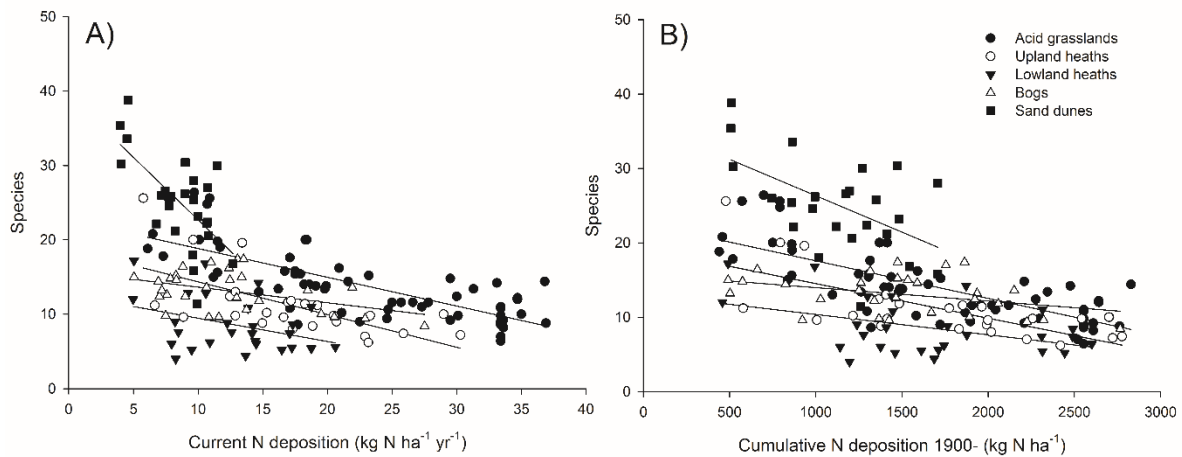 A)
Species
50
40
30
20
10
0
0 5 10 15 20 25 30 35 40
Current N deposition (kg N ha⁻¹ yr⁻¹)
B)
Acid grasslands
Upland heaths
Lowland heaths
Bogs
Sand dunes
Species
50
40
30
20
10
0
0 500 1000 1500 2000 2500 3000
Cumulative N deposition 1900- (kg N ha⁻¹)